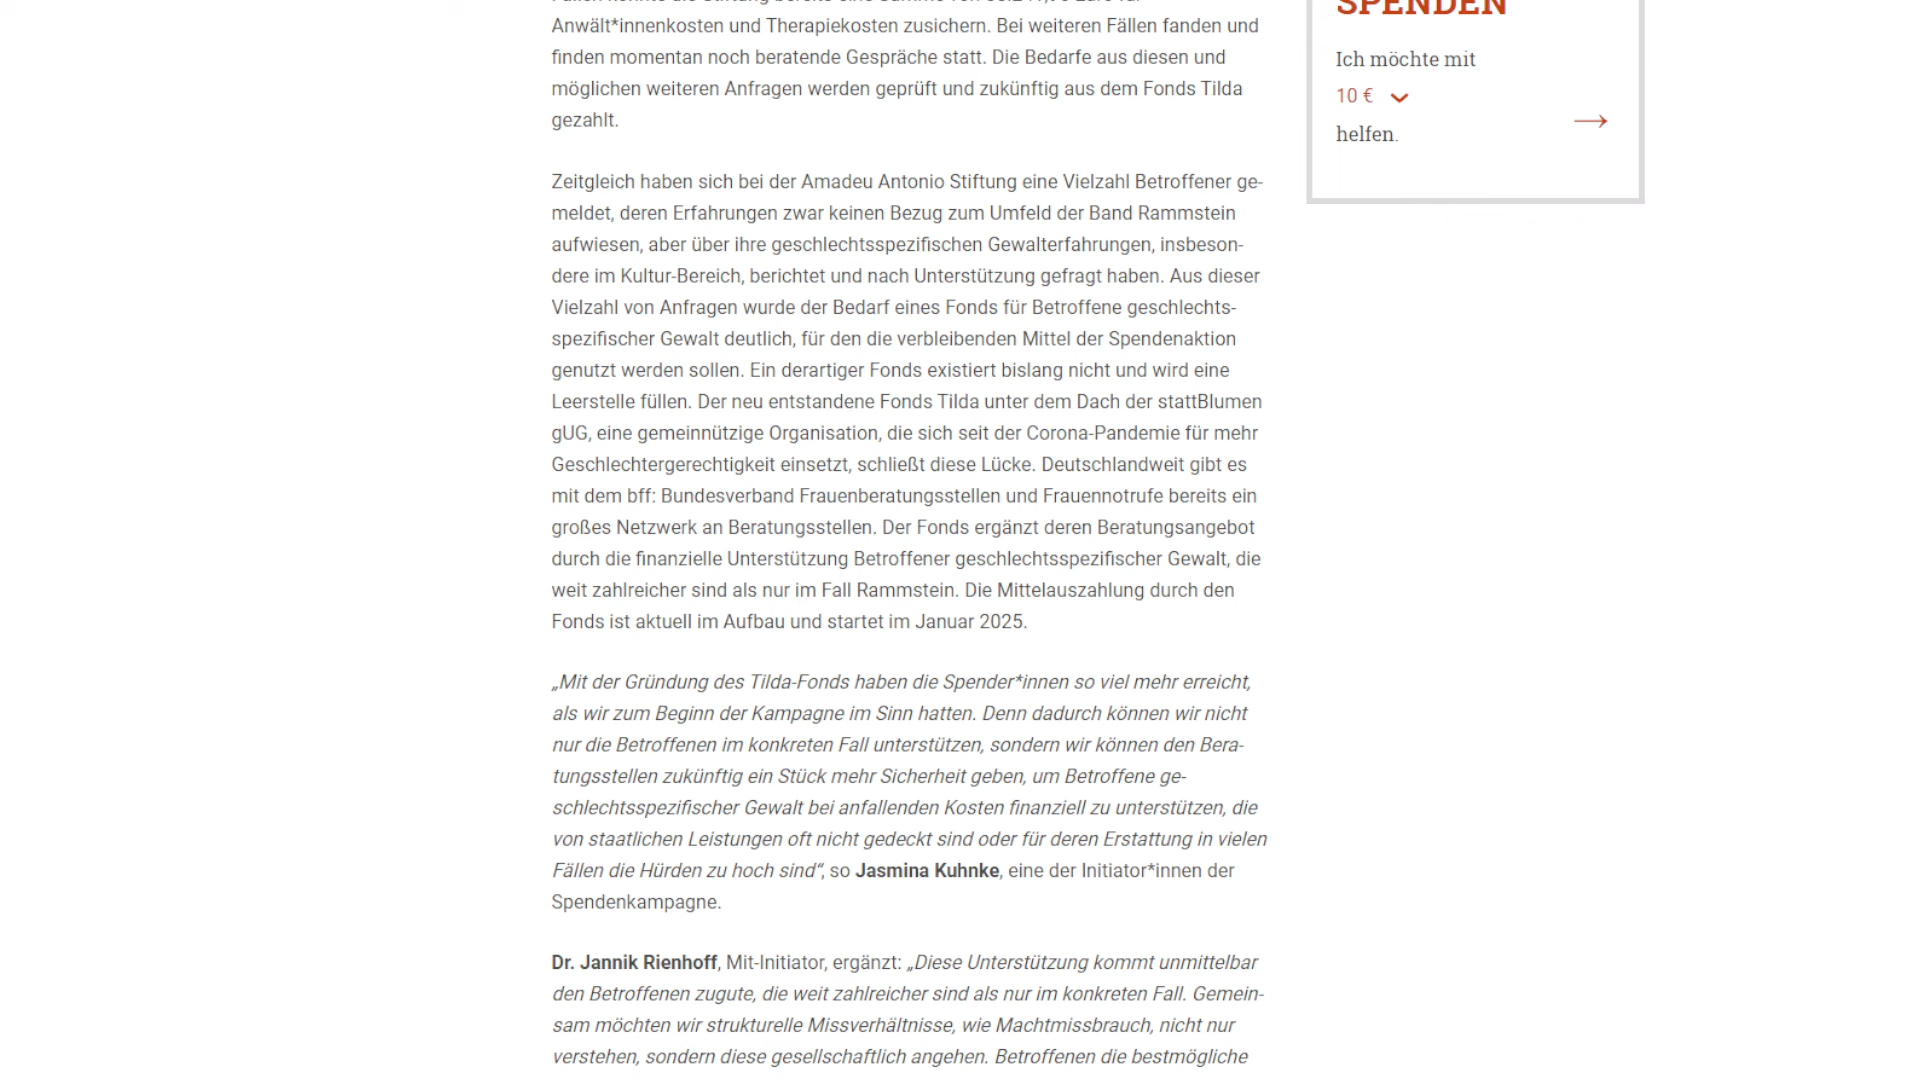 Anwält*innenkosten und Therapiekosten zusichern. Bei weiteren Fällen fanden und
finden momentan noch beratende Gespräche statt. Die Bedarfe aus diesen und
möglichen weiteren Anfragen werden geprüft und zukünftig aus dem Fonds Tilda
gezahlt.
Zeitgleich haben sich bei der Amadeu Antonio Stiftung eine Vielzahl Betroffener ge-
meldet, deren Erfahrungen zwar keinen Bezug zum Umfeld der Band Rammstein
aufwiesen, aber über ihre geschlechtsspezifischen Gewalterfahrungen, insbeson-
dere im Kultur-Bereich, berichtet und nach Unterstützung gefragt haben. Aus dieser
Vielzahl von Anfragen wurde der Bedarf eines Fonds für Betroffene geschlechts-
spezifischer Gewalt deutlich, für den die verbleibenden Mittel der Spendenaktion
genutzt werden sollen. Ein derartiger Fonds existiert bislang nicht und wird eine
Leerstelle füllen. Der neu entstandene Fonds Tilda unter dem Dach der stattBlumen
gUG, eine gemeinnützige Organisation, die sich seit der Corona-Pandemie für mehr
Geschlechtergerechtigkeit einsetzt, schließt diese Lücke. Deutschlandweit gibt es
mit dem bff: Bundesverband Frauenberatungsstellen und Frauennotrufe bereits ein
großes Netzwerk an Beratungsstellen. Der Fonds ergänzt deren Beratungsangebot
durch die finanzielle Unterstützung Betroffener geschlechtsspezifischer Gewalt, die
weit zahlreicher sind als nur im Fall Rammstein. Die Mittelauszahlung durch den
Fonds ist aktuell im Aufbau und startet im Januar 2025.
„Mit der Gründung des Tilda-Fonds haben die Spender*innen so viel mehr erreicht,
als wir zum Beginn der Kampagne im Sinn hatten. Denn dadurch können wir nicht
nur die Betroffenen im konkreten Fall unterstützen, sondern wir können den Bera-
tungsstellen zukünftig ein Stück mehr Sicherheit geben, um Betroffene ge-
schlechtsspezifischer Gewalt bei anfallenden Kosten finanziell zu unterstützen, die
von staatlichen Leistungen oft nicht gedeckt sind oder für deren Erstattung in vielen
Fällen die Hürden zu hoch sind“, so Jasmina Kuhnke, eine der Initiator*innen der
Spendenkampagne.
Dr. Jannik Rienhoff, Mit-Initiator, ergänzt: „Diese Unterstützung kommt unmittelbar
den Betroffenen zugute, die weit zahlreicher sind als nur im konkreten Fall. Gemein-
sam möchten wir strukturelle Missverhältnisse, wie Machtmissbrauch, nicht nur
verstehen, sondern diese gesellschaftlich angehen. Betroffenen die bestmögliche
SPENDEN
Ich möchte mit
10 €
helfen.